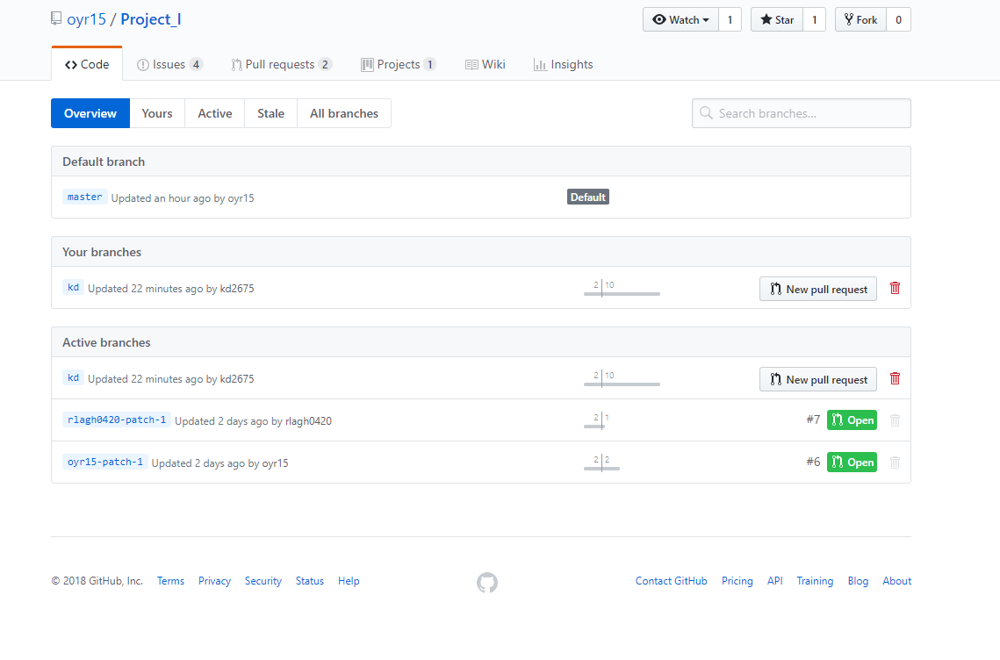 oyr15 / Project_I
Watch 1 Star 1 Fork 0
Code Issues 4 Pull requests 2 Projects 1 Wiki Insights
Overview Yours Active Stale All branches Search branches...
Default branch
master Updated an hour ago by oyr15 Default
Your branches
kd Updated 22 minutes ago by kd2675 2 10 New pull request
Active branches
kd Updated 22 minutes ago by kd2675 2 10 New pull request
rlagh0420-patch-1 Updated 2 days ago by rlagh0420 2 1 #7 Open
oyr15-patch-1 Updated 2 days ago by oyr15 2 2 #6 Open
© 2018 GitHub, Inc. Terms Privacy Security Status Help Contact GitHub Pricing API Training Blog About